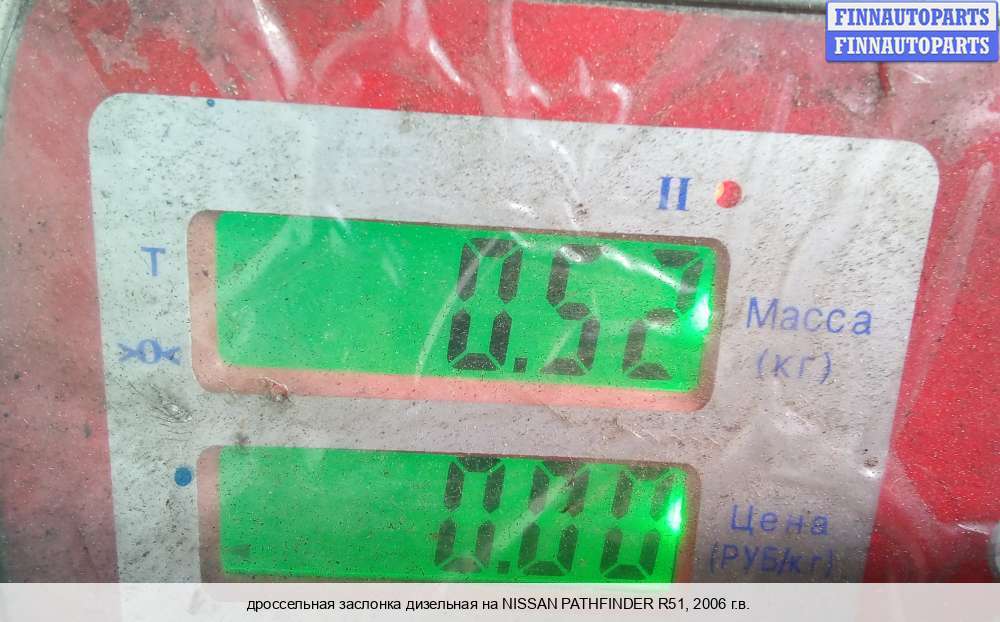 FINNAUTOPARTS
FINNAUTOPARTS
II
T
0.52
Масса
(кг)
>0<
0.00
Цена
(РУБ/кг)
дроссельная заслонка дизельная на NISSAN PATHFINDER R51, 2006 г.в.